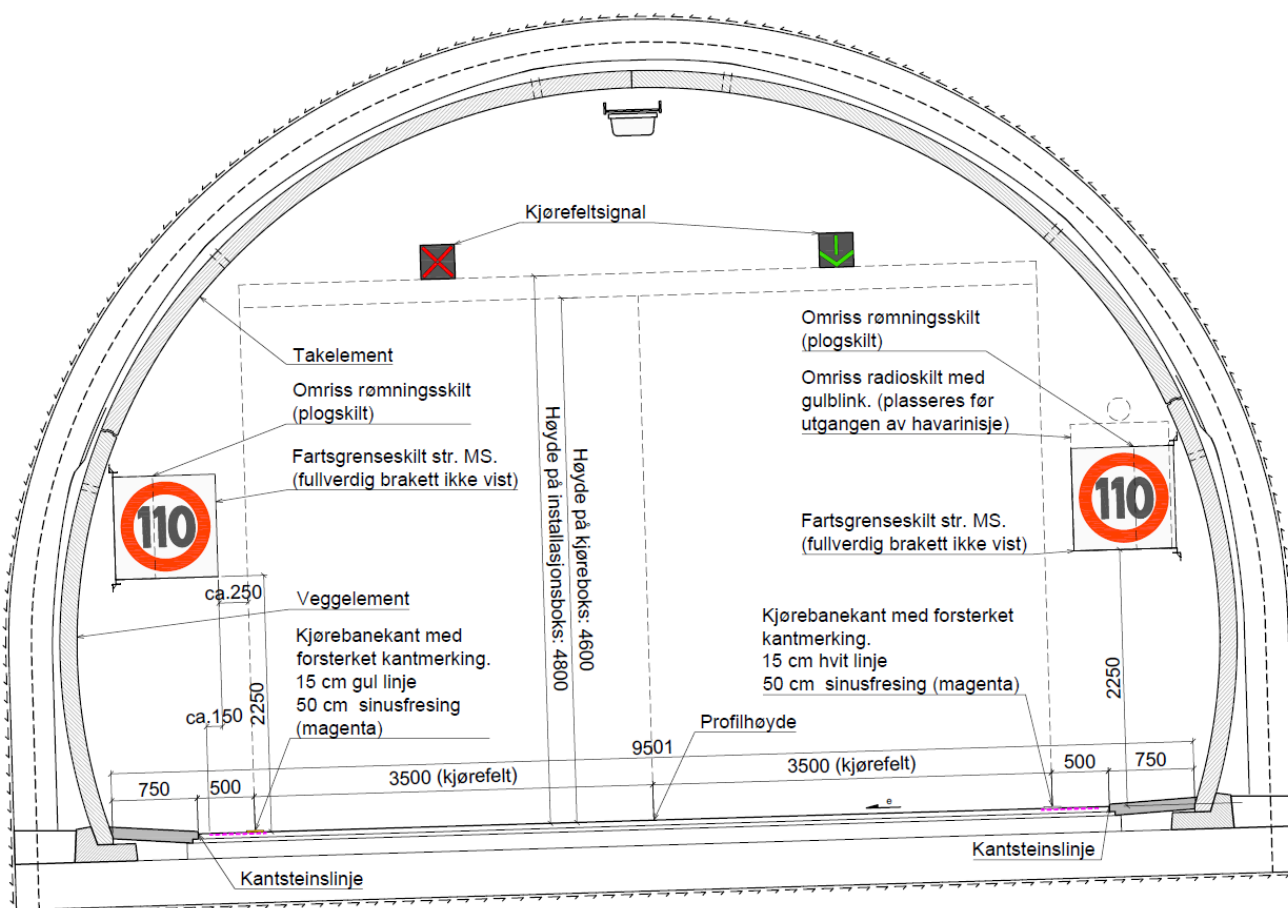 Kjørefeltsignal
Takelement
Omriss rømningsskilt
(plogskilt)
Fartsgrenseskilt str. MS.
(fullverdig brakett ikke vist)
110
ca.250
Veggelement
Kjørebanekant med
forsterket kantmerking.
15 cm gul linje
50 cm sinusfresing
(magenta)
ca.150
2250
Høyde på installasjonsboks: 4800
Høyde på kjøreboks: 4600
Omriss rømningsskilt
(plogskilt)
Omriss radioskilt med
gulblink. (plasseres før
utgangen av havarinisje)
110
Fartsgrenseskilt str. MS.
(fullverdig brakett ikke vist)
Kjørebanekant med forsterket
kantmerking.
15 cm hvit linje
50 cm sinusfresing (magenta)
2250
Profilhøyde
9501
750
500
3500 (kjørefelt)
3500 (kjørefelt)
500
750
e
Kantsteinslinje
Kantsteinslinje